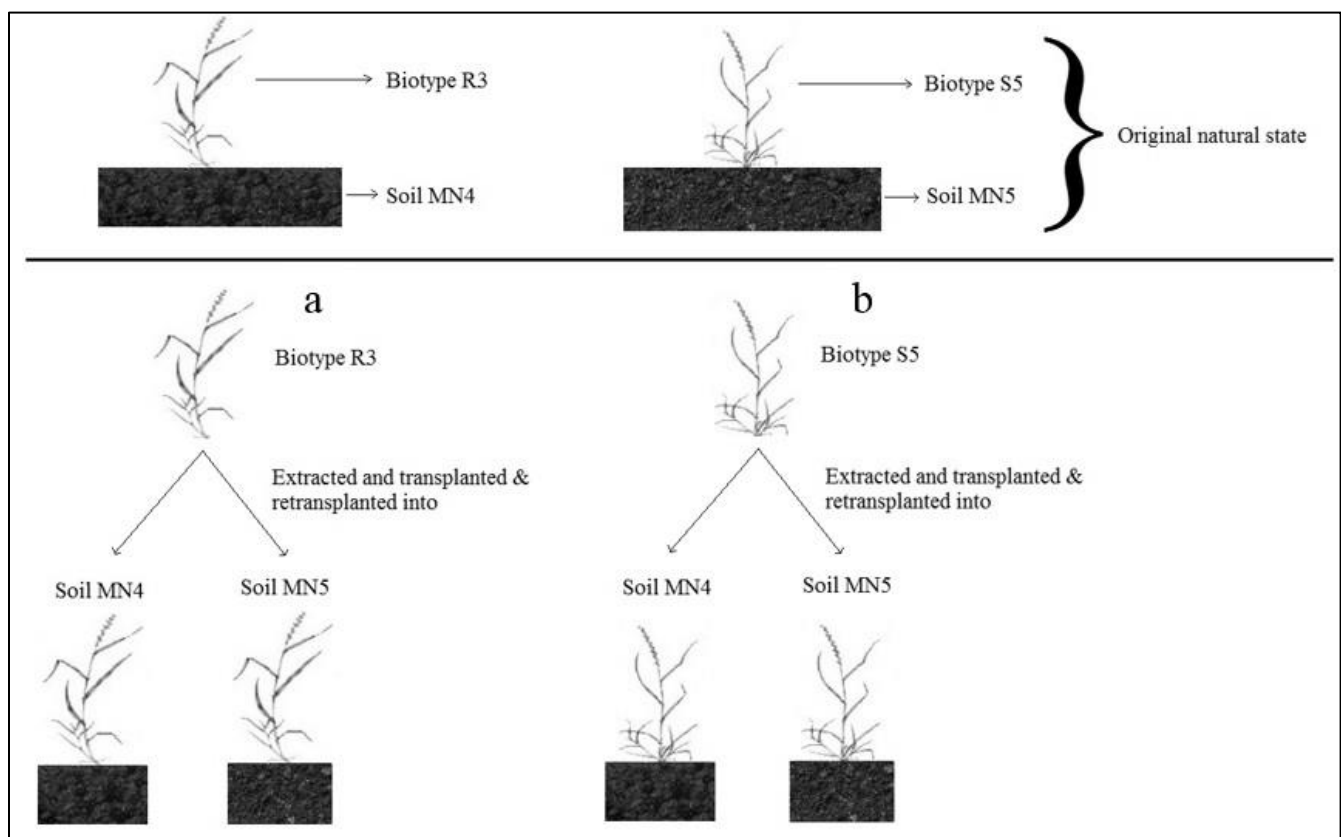 Biotype R3
Biotype S5
Original natural state
Soil MN4
Soil MN5
a
b
Biotype R3
Biotype S5
Extracted and transplanted &
retransplanted into
Extracted and transplanted &
retransplanted into
Soil MN4
Soil MN5
Soil MN4
Soil MN5